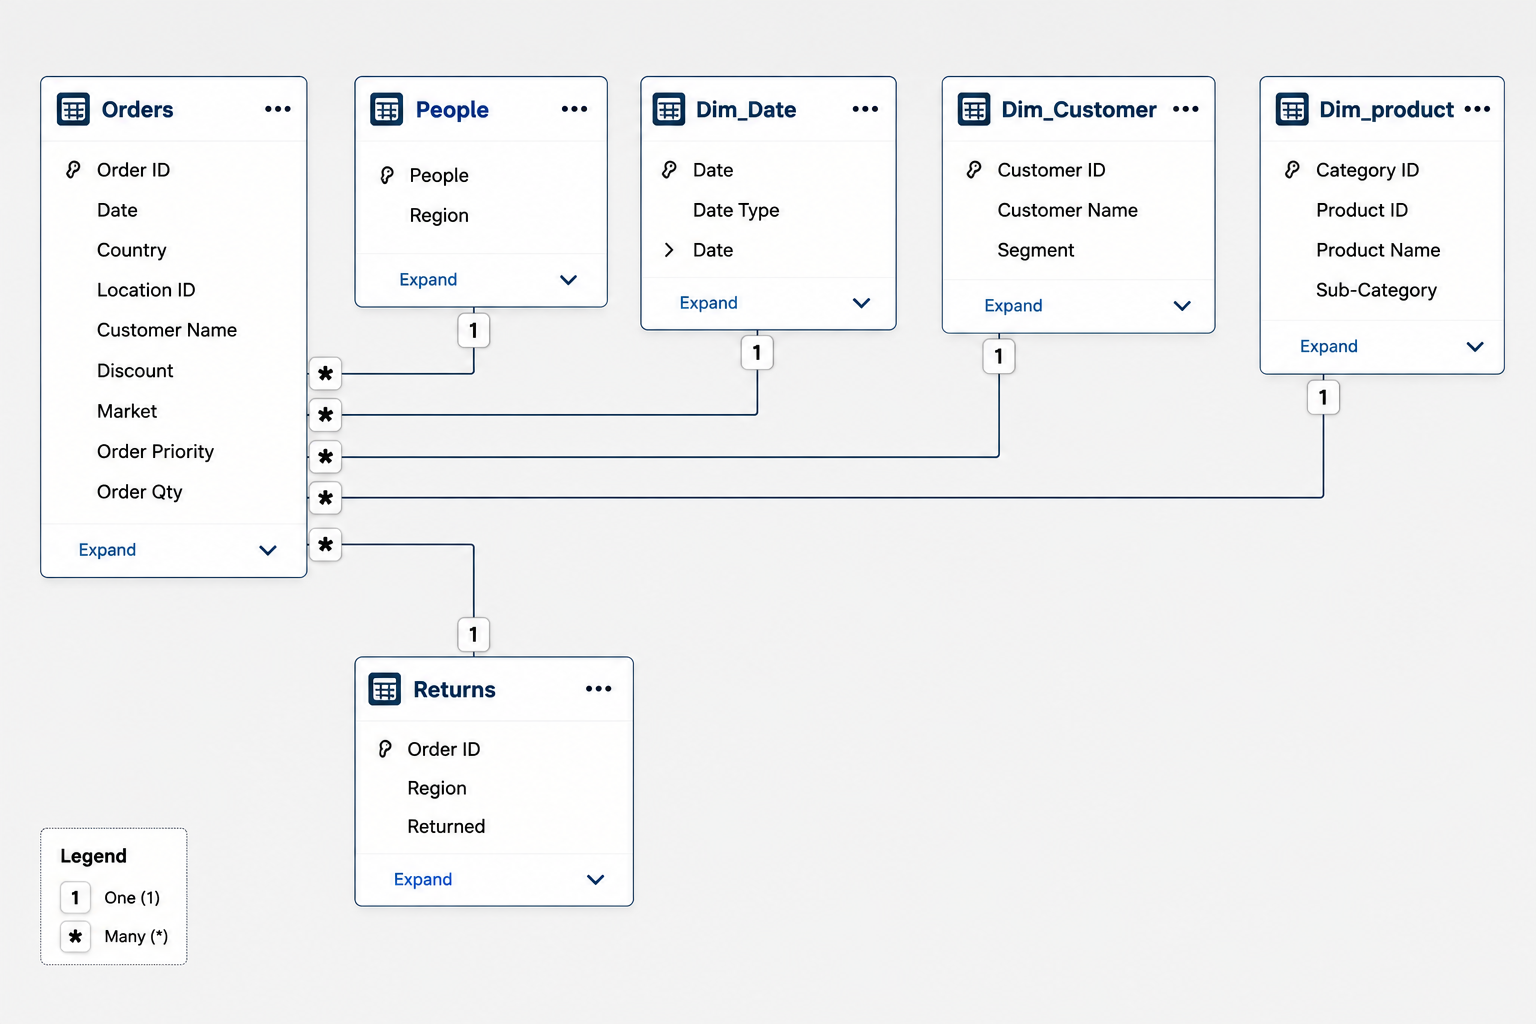 Orders
Order ID
Date
Country
Location ID
Customer Name
Discount
Market
Order Priority
Order Qty
Expand
People
People
Region
Expand
Dim_Date
Date
Date Type
Date
Expand
Dim_Customer
Customer ID
Customer Name
Segment
Expand
Dim_product
Category ID
Product ID
Product Name
Sub-Category
Expand
1
1
1
1
*
*
*
*
*
1
Returns
Order ID
Region
Returned
Expand
Legend
1 One (1)
* Many (*)